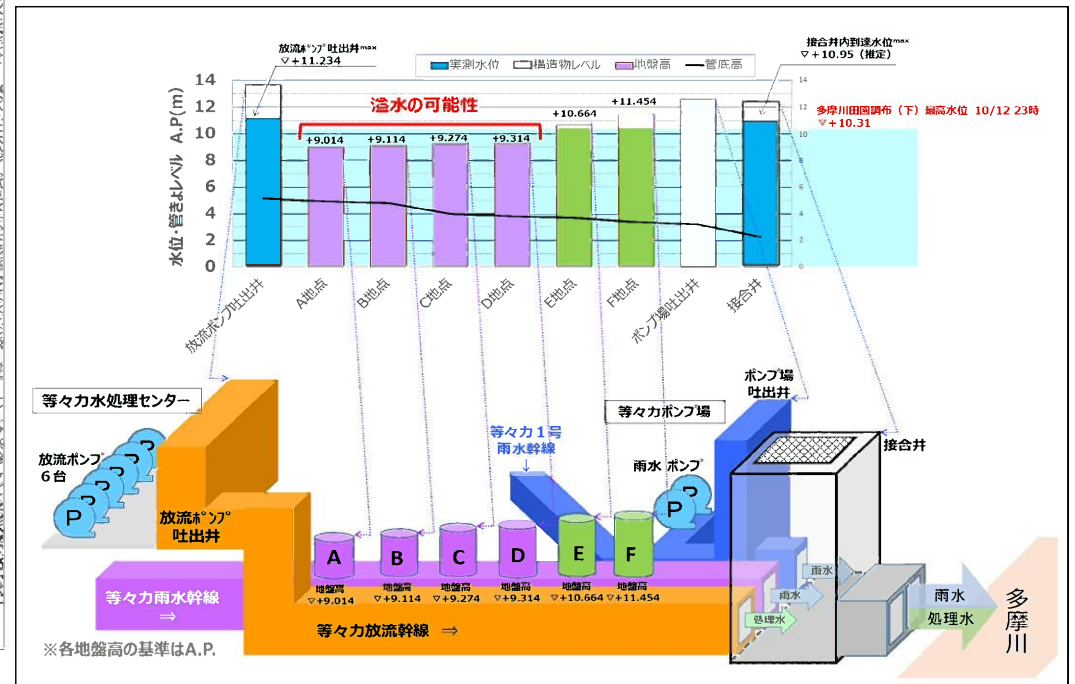 放流ﾎﾟﾝﾌﾟ吐出井max
▽+11.234
接合井内到達水位max
▽+10.95（推定）
実測水位 構造物レベル 地盤高 管底高
水位・管きょレベル A.P(m)
14
12
10
8
6
4
2
0
溢水の可能性
+9.014
+9.114
+9.274
+9.314
+10.664
+11.454
14
12
10
8
6
4
2
0
多摩川田園調布（下）最高水位 10/12 23時
▽+10.31
放流ポンプ吐出井
A地点
B地点
C地点
D地点
E地点
F地点
ポンプ場吐出井
接合井
等々力水処理センター
放流ﾎﾟﾝﾌﾟ
6台
P
P
P
P
P
P
放流ﾎﾟﾝﾌﾟ
吐出井
等々力１号
雨水幹線
等々力ポンプ場
雨水 ﾎﾟﾝﾌﾟ
P
P
ポンプ場
吐出井
接合井
A
B
C
D
E
F
地盤高
▽+9.014
地盤高
▽+9.114
地盤高
▽+9.274
地盤高
▽+9.314
地盤高
▽+10.664
地盤高
▽+11.454
等々力雨水幹線
⇒
等々力放流幹線 ⇒
処理水
雨水
雨水
雨水
処理水
多摩川
※各地盤高の基準はA.P.